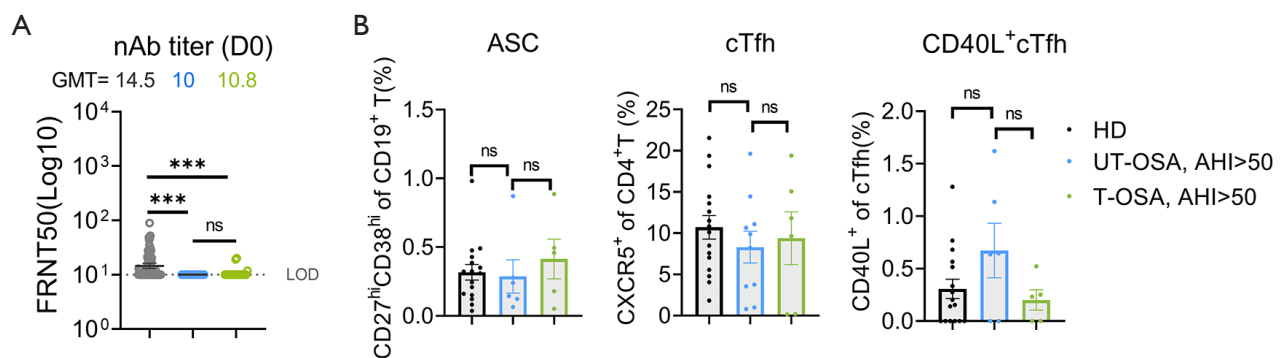 A
nAb titer (D0)
GMT= 14.5 10 10.8
FRNT50(Log10)
10⁴
10³
10²
10¹
10⁰
***
***
ns
LOD
B
ASC
CD27ʰⁱCD38ʰⁱ of CD19⁺ T(%)
1.5
1.0
0.5
0.0
ns
ns
cTfh
CXCR5⁺ of CD4⁺T (%)
25
20
15
10
5
0
ns
ns
CD40L⁺cTfh
CD40L⁺ of cTfh(%)
2.0
1.5
1.0
0.5
0.0
ns
ns
HD
UT-OSA, AHI>50
T-OSA, AHI>50